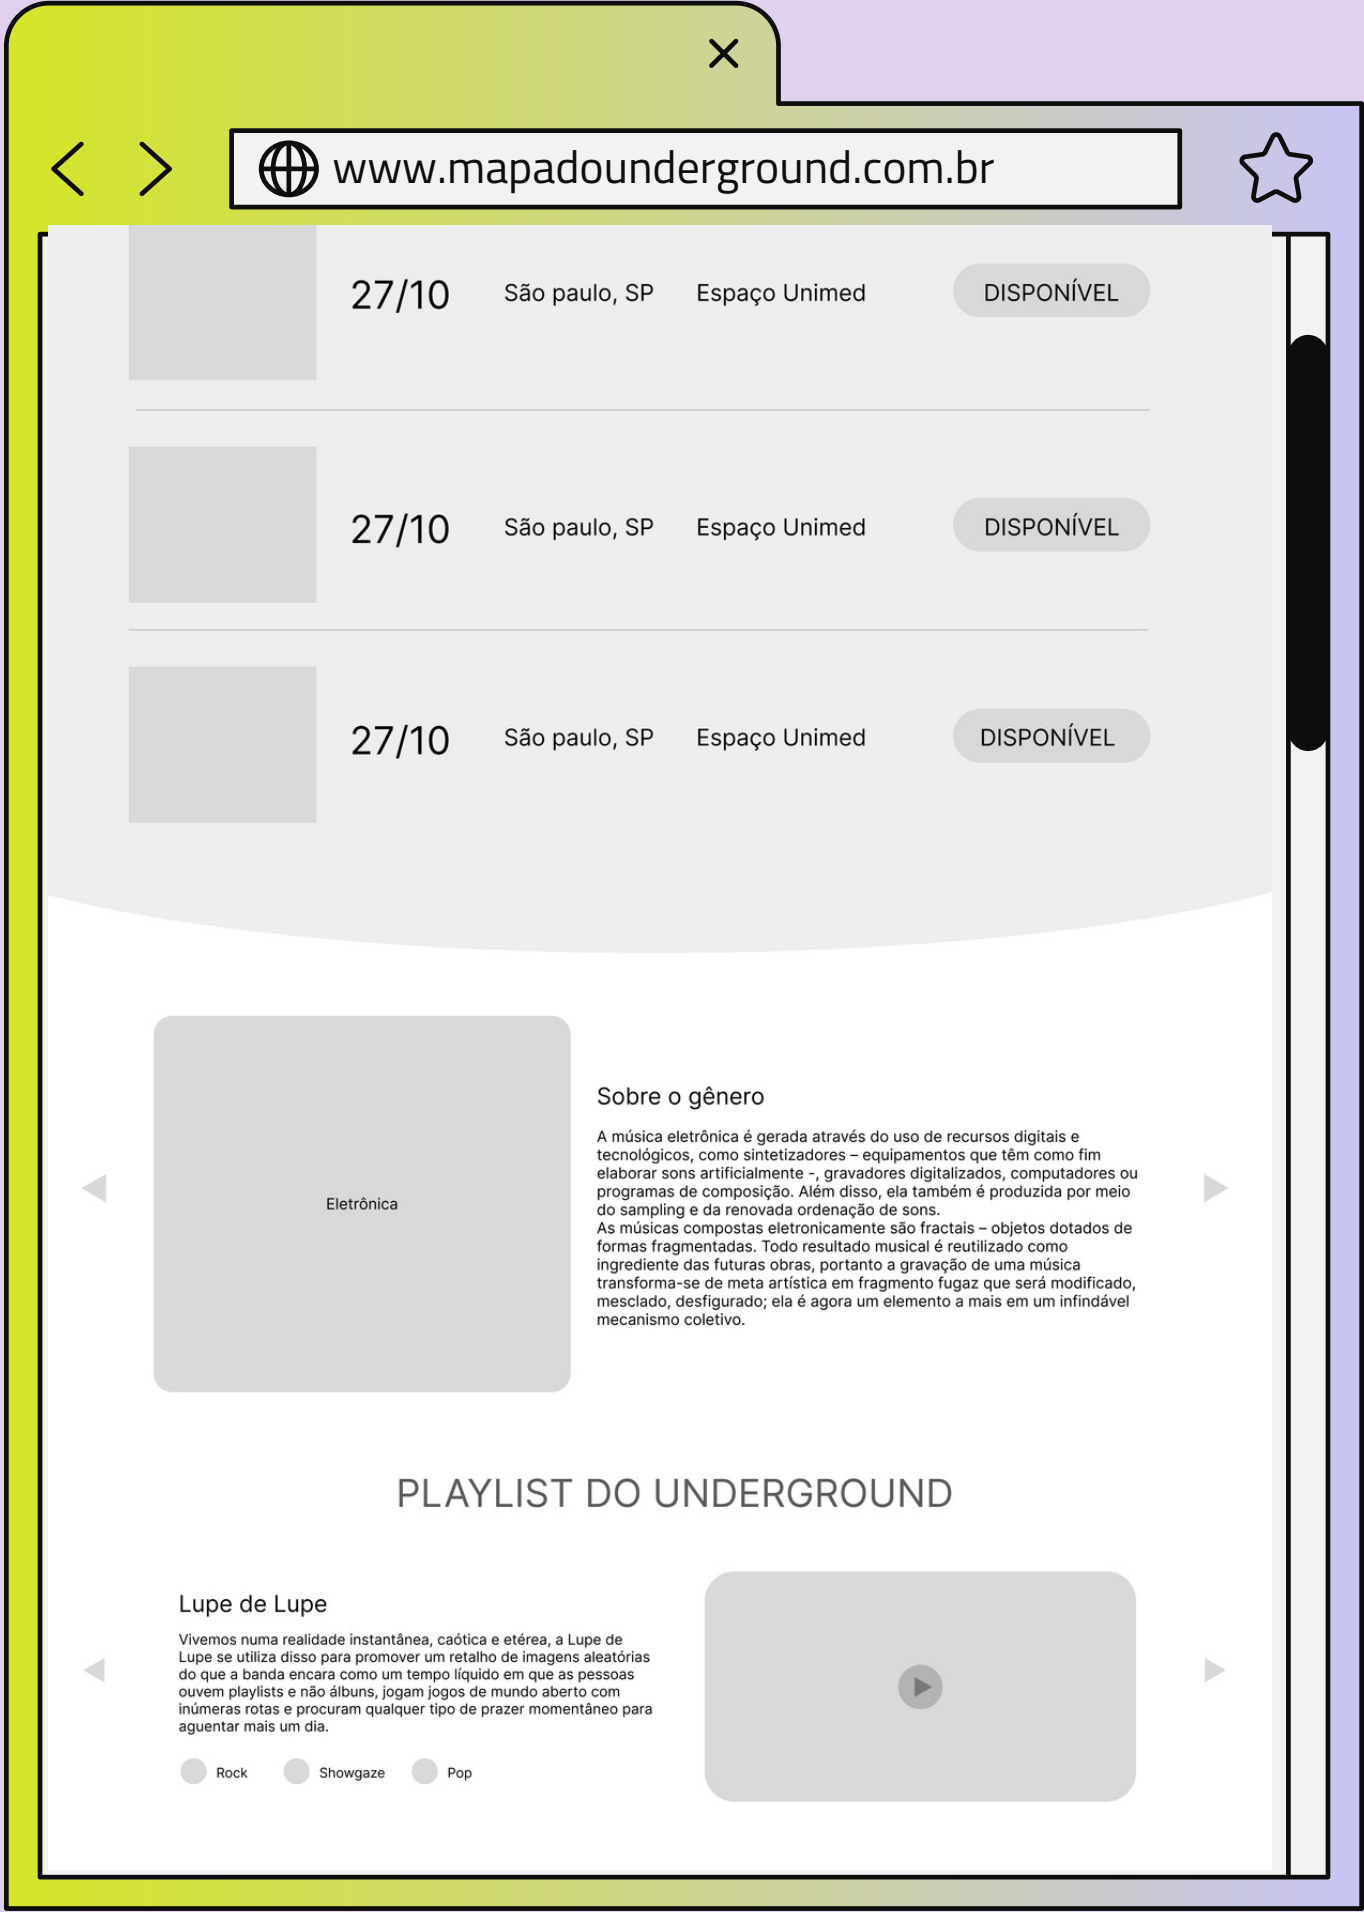 www.mapadounderground.com.br
27/10 São paulo, SP Espaço Unimed DISPONÍVEL
27/10 São paulo, SP Espaço Unimed DISPONÍVEL
27/10 São paulo, SP Espaço Unimed DISPONÍVEL
Eletrônica
Sobre o gênero
A música eletrônica é gerada através do uso de recursos digitais e
tecnológicos, como sintetizadores – equipamentos que têm como fim
elaborar sons artificialmente -, gravadores digitalizados, computadores ou
programas de composição. Além disso, ela também é produzida por meio
do sampling e da renovada ordenação de sons.
As músicas compostas eletronicamente são fractais – objetos dotados de
formas fragmentadas. Todo resultado musical é reutilizado como
ingrediente das futuras obras, portanto a gravação de uma música
transforma-se de meta artística em fragmento fugaz que será modificado,
mesclado, desfigurado; ela é agora um elemento a mais em um infindável
mecanismo coletivo.
PLAYLIST DO UNDERGROUND
Lupe de Lupe
Vivemos numa realidade instantânea, caótica e etérea, a Lupe de
Lupe se utiliza disso para promover um retalho de imagens aleatórias
do que a banda encara como um tempo líquido em que as pessoas
ouvem playlists e não álbuns, jogam jogos de mundo aberto com
inúmeras rotas e procuram qualquer tipo de prazer momentâneo para
aguentar mais um dia.
Rock Showgaze Pop